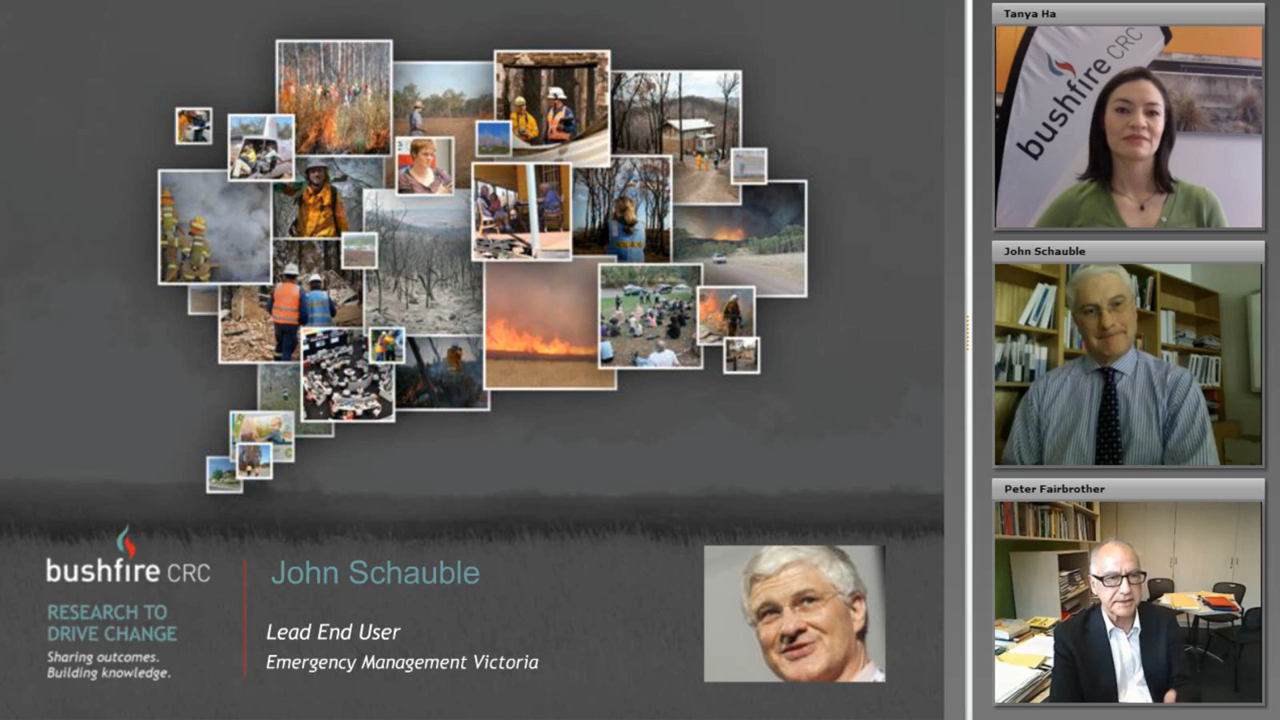 bushfire CRC
RESEARCH TO
DRIVE CHANGE
Sharing outcomes.
Building knowledge.
John Schauble
Lead End User
Emergency Management Victoria
Tanya Ha
bushfire CRC
John Schauble
Peter Fairbrother